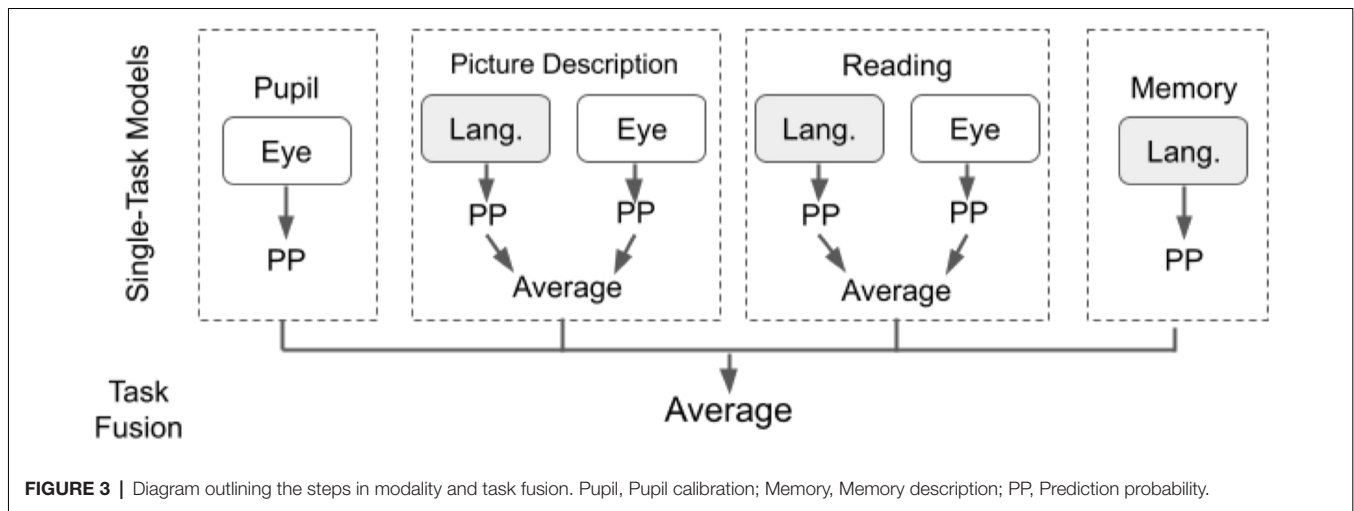 Single-Task Models
Pupil
Eye
PP
Picture Description
Lang.
Eye
PP
PP
Average
Reading
Lang.
Eye
PP
PP
Average
Memory
Lang.
PP
Task
Fusion
Average
FIGURE 3 | Diagram outlining the steps in modality and task fusion. Pupil, Pupil calibration; Memory, Memory description; PP, Prediction probability.